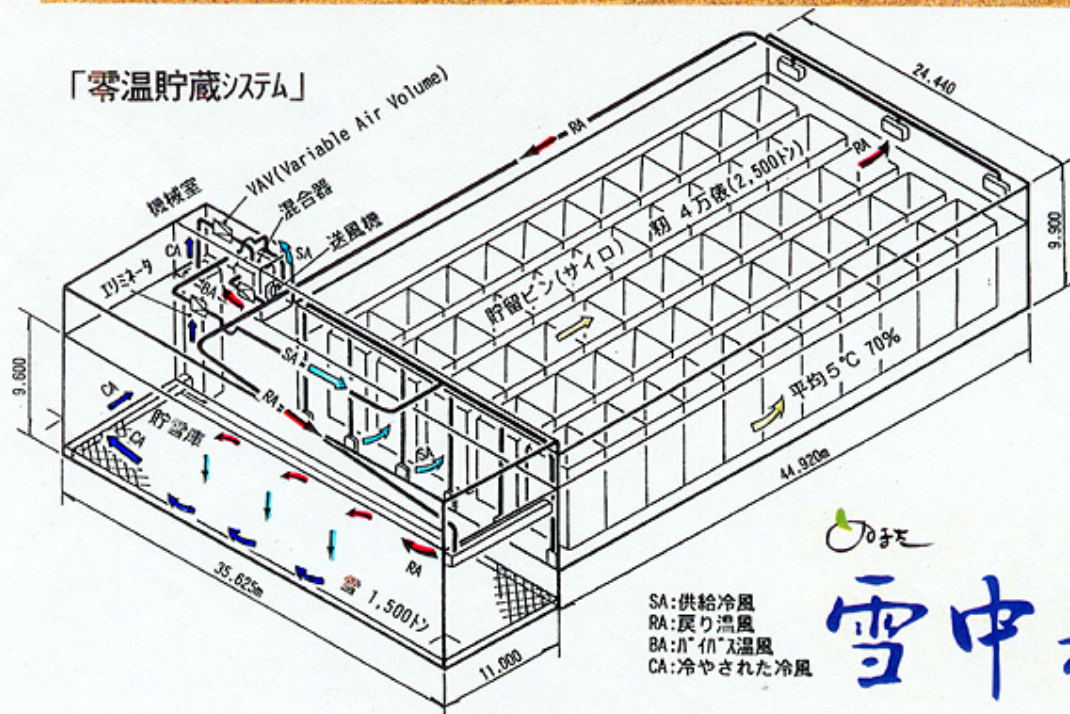 「零温貯蔵システム」
VAV(Variable Air Volume)
機械室
混合器
送風機
エリミネータ
CA
SA
BA
RA
24.440
RA
9.900
貯留ビン(サイロ) 籾 4万俵(2,500トン)
平均5℃ 70%
44.920m
SA
RA
SA
9.600
CA
CA
貯雪庫
RA
35.625m
雪 1,500トン
11.000
SA:供給冷風
RA:戻り温風
BA:バイパス温風
CA:冷やされた冷風
雪中